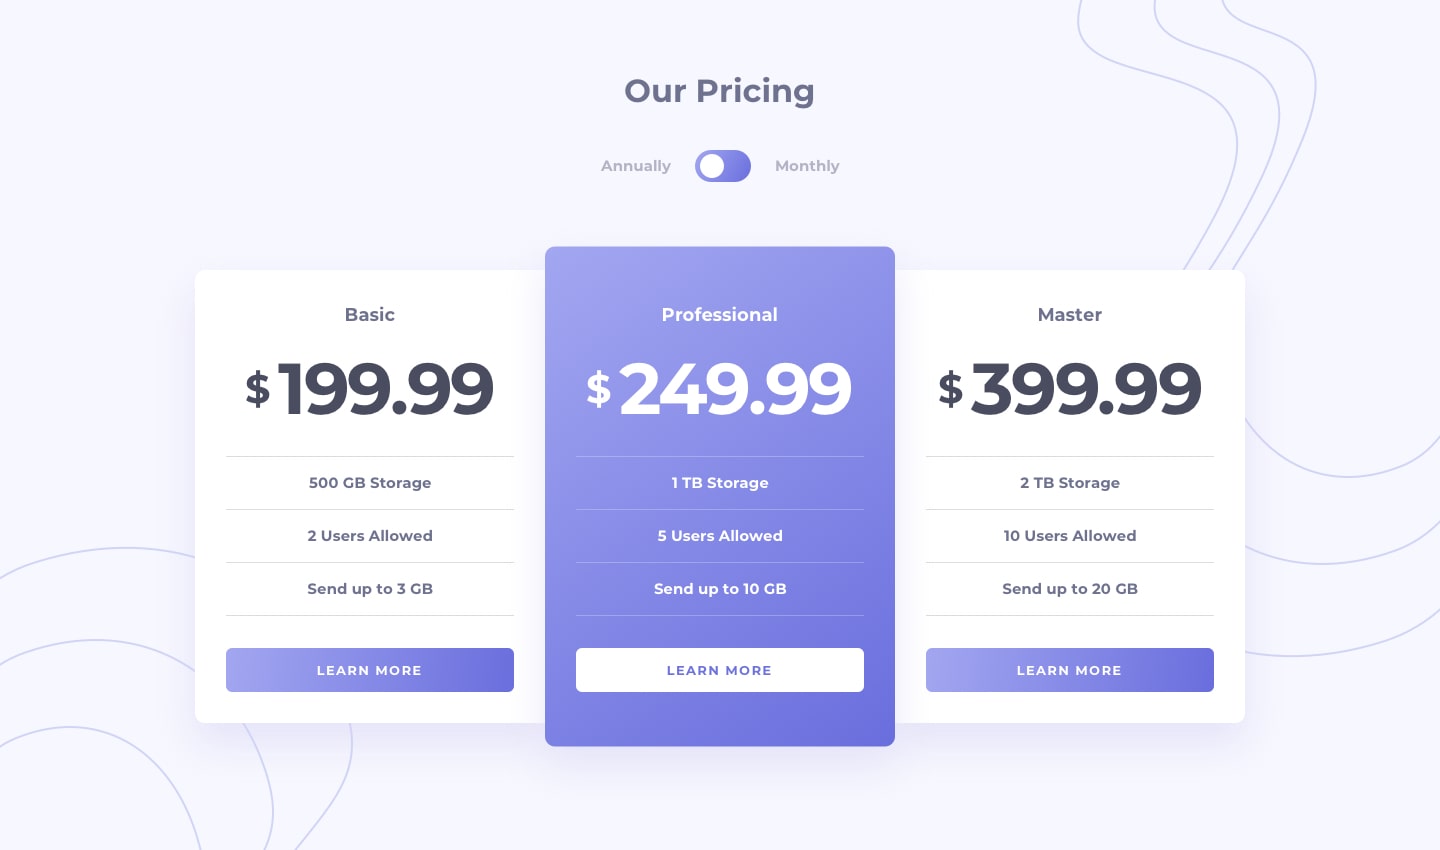 Our Pricing
Annually Monthly
Basic
$ 199.99
500 GB Storage
2 Users Allowed
Send up to 3 GB
LEARN MORE
Professional
$ 249.99
1 TB Storage
5 Users Allowed
Send up to 10 GB
LEARN MORE
Master
$ 399.99
2 TB Storage
10 Users Allowed
Send up to 20 GB
LEARN MORE